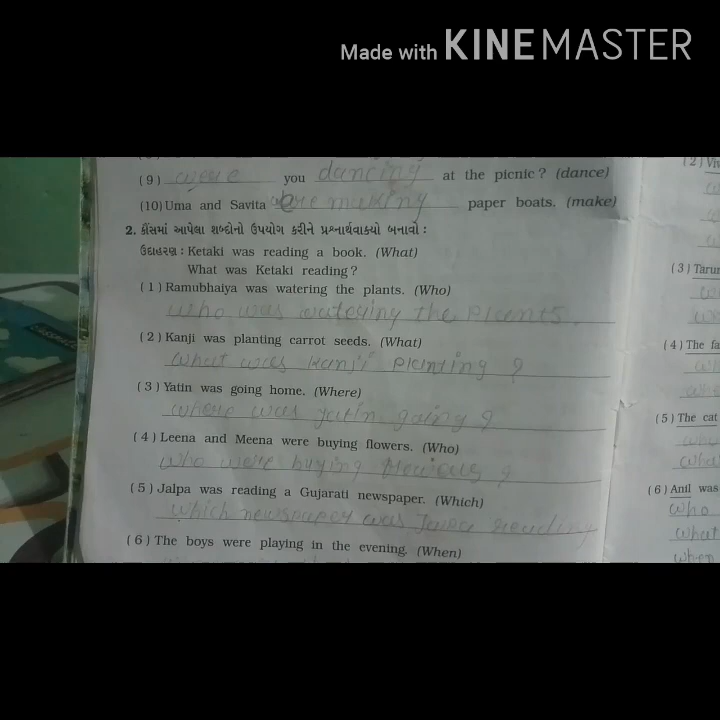 Made with KINEMASTER
(9) were you dancing at the picnic? (dance)
(10) Uma and Savita were making paper boats. (make)
2. કૌંસમાં આપેલા શબ્દોનો ઉપયોગ કરીને પ્રશ્નાર્થવાક્યો બનાવો :
ઉદાહરણ : Ketaki was reading a book. (What)
What was Ketaki reading ?
(1) Ramubhaiya was watering the plants. (Who)
who was watering the Plants.
(2) Kanji was planting carrot seeds. (What)
what was kanji planting ?
(3) Yatin was going home. (Where)
where was yatin going ?
(4) Leena and Meena were buying flowers. (Who)
who were buying flowers ?
(5) Jalpa was reading a Gujarati newspaper. (Which)
which newspaper was Jalpa reading
(6) The boys were playing in the evening. (When)
(2)
(3) Tarun
(4) The fa
wh
(5) The cat
wha
(6) Anil was
who
what
when